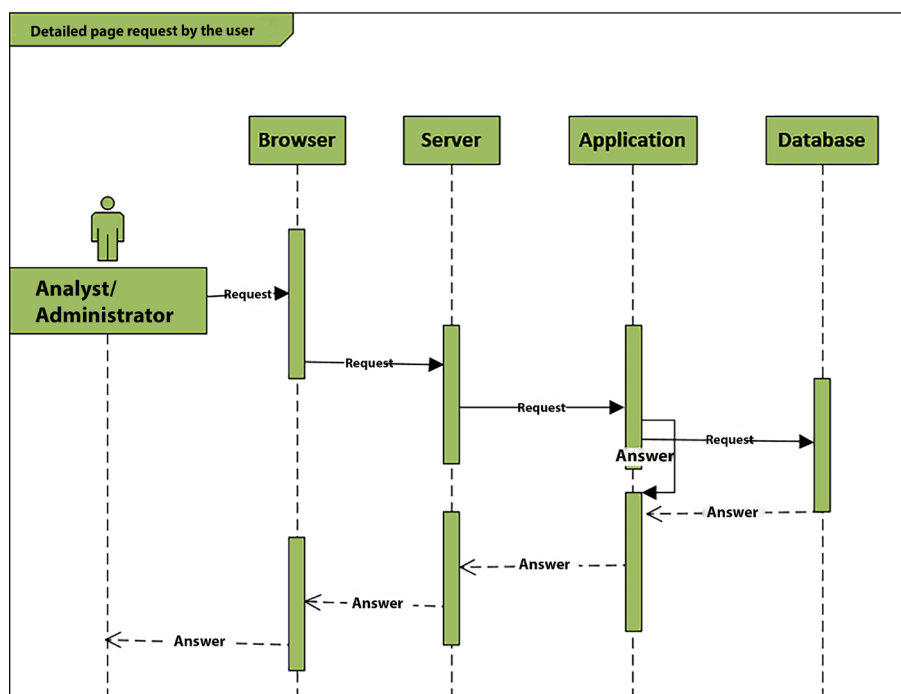 Detailed page request by the user
Browser
Server
Application
Database
Analyst/
Administrator
Request
Request
Request
Request
Answer
Answer
Answer
Answer
Answer